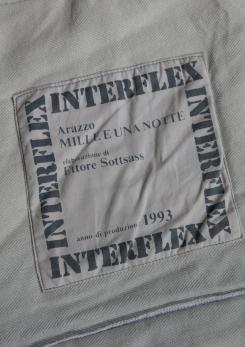 INTERFLEX
Arazzo
MILLE E UNA NOTTE
elaborazione di
Ettore Sottsass
anno di produzione 1993
INTERFLEX
INTERFLEX
INTERFLEX